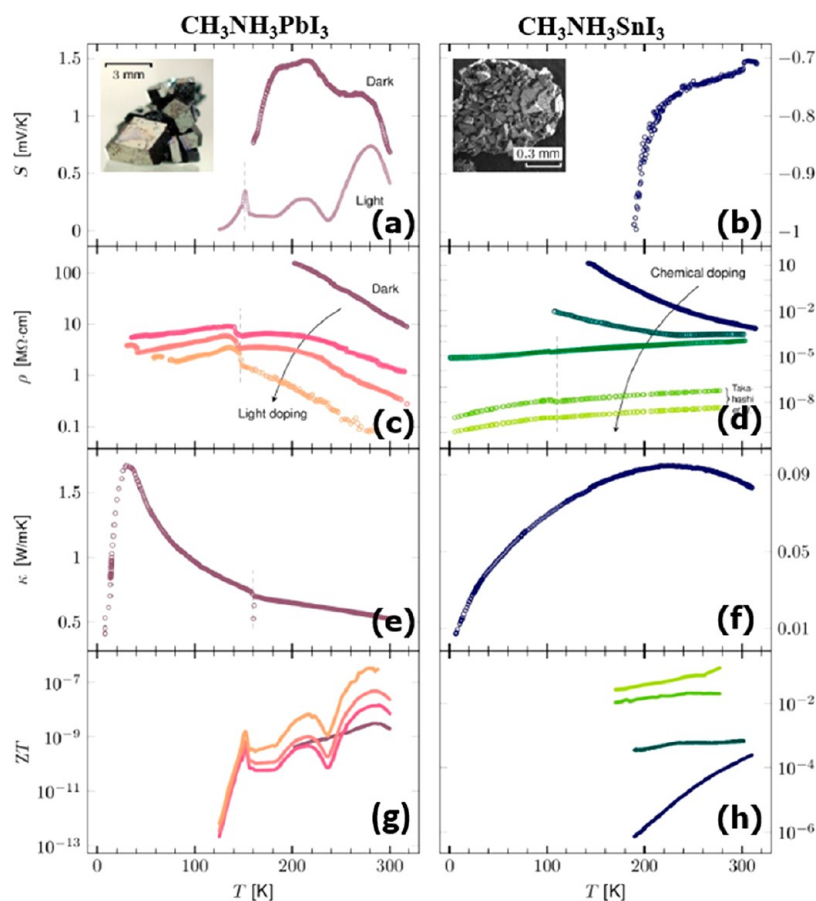 CH₃NH₃PbI₃
CH₃NH₃SnI₃
S [mV/K]
1.5
1
0.5
0
3 mm
Dark
Light
(a)
0.3 mm
(b)
−0.7
−0.8
−0.9
−1
ρ [MΩ·cm]
100
10
1
0.1
Dark
Light doping
(c)
Chemical doping
Taka-
hashi
(d)
10
10⁻²
10⁻⁵
10⁻⁸
κ [W/mK]
1.5
1
0.5
(e)
(f)
0.09
0.05
0.01
ZT
10⁻⁷
10⁻⁹
10⁻¹¹
10⁻¹³
(g)
(h)
10⁻²
10⁻⁴
10⁻⁶
0 100 200 300
0 100 200 300
T [K]
T [K]